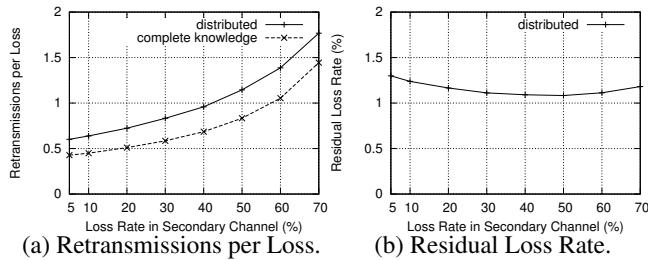 2
1.5
1
0.5
0
5 10 20 30 40 50 60 70
Retransmissions per Loss
Loss Rate in Secondary Channel (%)
distributed
complete knowledge
(a) Retransmissions per Loss.
2
1.5
1
0.5
0
5 10 20 30 40 50 60 70
Residual Loss Rate (%)
Loss Rate in Secondary Channel (%)
distributed
(b) Residual Loss Rate.